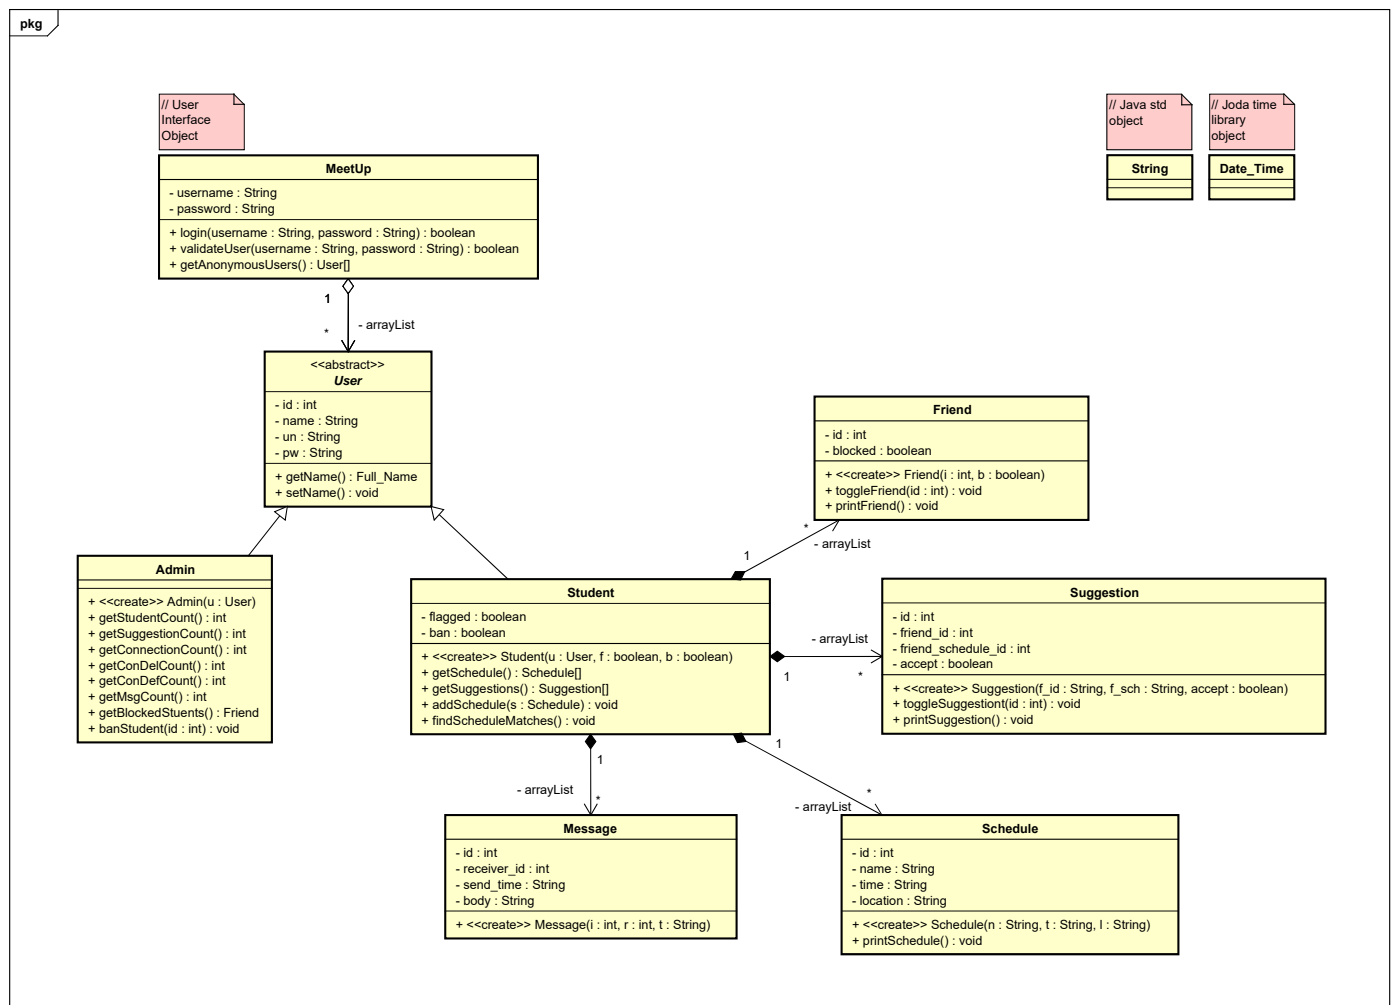 pkg
// User
Interface
Object
// Java std
object
// Joda time
library
object
MeetUp
- username : String
- password : String
+ login(username : String, password : String) : boolean
+ validateUser(username : String, password : String) : boolean
+ getAnonymousUsers() : User[]
String
Date_Time
1
*
- arrayList
<<abstract>>
User
- id : int
- name : String
- un : String
- pw : String
+ getName() : Full_Name
+ setName() : void
Friend
- id : int
- blocked : boolean
+ <<create>> Friend(i : int, b : boolean)
+ toggleFriend(id : int) : void
+ printFriend() : void
*
- arrayList
1
Admin
+ <<create>> Admin(u : User)
+ getStudentCount() : int
+ getSuggestionCount() : int
+ getConnectionCount() : int
+ getConDelCount() : int
+ getConDefCount() : int
+ getMsgCount() : int
+ getBlockedStuents() : Friend
+ banStudent(id : int) : void
Student
- flagged : boolean
- ban : boolean
+ <<create>> Student(u : User, f : boolean, b : boolean)
+ getSchedule() : Schedule[]
+ getSuggestions() : Suggestion[]
+ addSchedule(s : Schedule) : void
+ findScheduleMatches() : void
- arrayList
1
*
Suggestion
- id : int
- friend_id : int
- friend_schedule_id : int
- accept : boolean
+ <<create>> Suggestion(f_id : String, f_sch : String, accept : boolean)
+ toggleSuggestiont(id : int) : void
+ printSuggestion() : void
1
- arrayList
*
1
*
- arrayList
Message
- id : int
- receiver_id : int
- send_time : String
- body : String
+ <<create>> Message(i : int, r : int, t : String)
Schedule
- id : int
- name : String
- time : String
- location : String
+ <<create>> Schedule(n : String, t : String, l : String)
+ printSchedule() : void